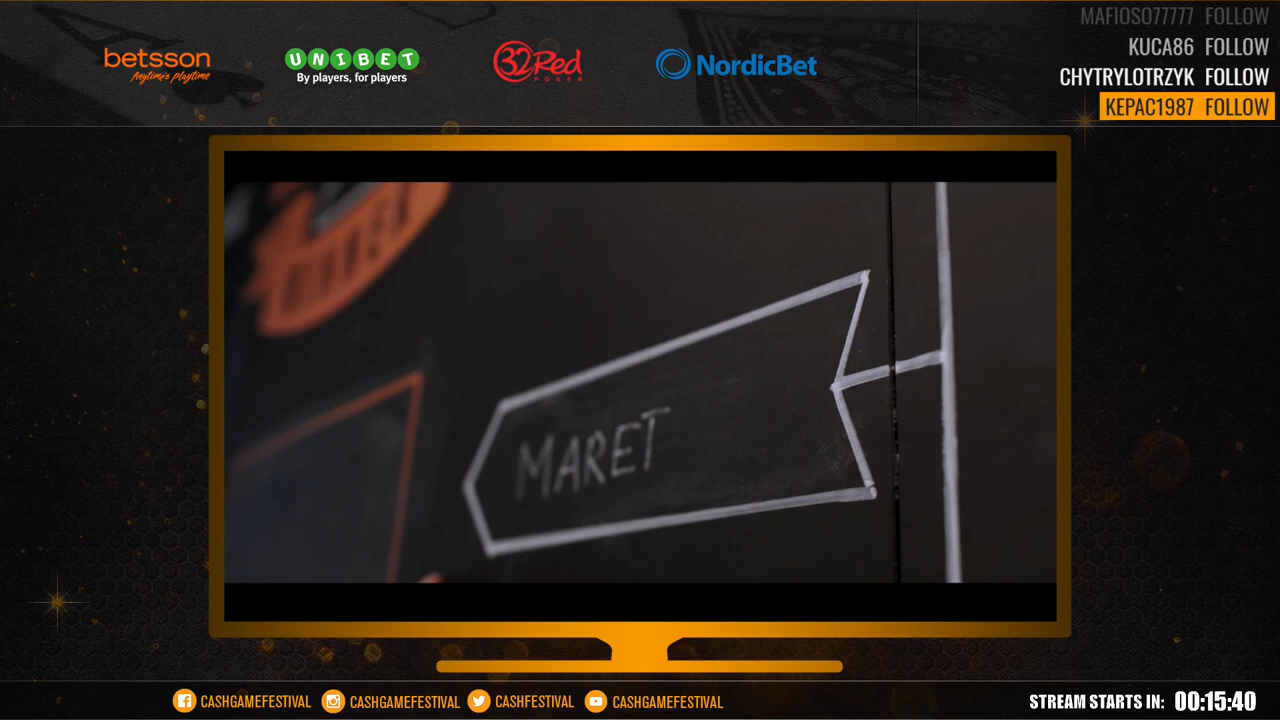 MAFIOSO77777 FOLLOW
KUCA86 FOLLOW
CHYTRYLOTRZYK FOLLOW
KEPAC1987 FOLLOW
betsson
Anytime's playtime
UNIBET
By players, for players
32Red
POKER
NordicBet
MARET
CASHGAMEFESTIVAL CASHGAMEFESTIVAL CASHFESTIVAL CASHGAMEFESTIVAL
STREAM STARTS IN: 00:15:40